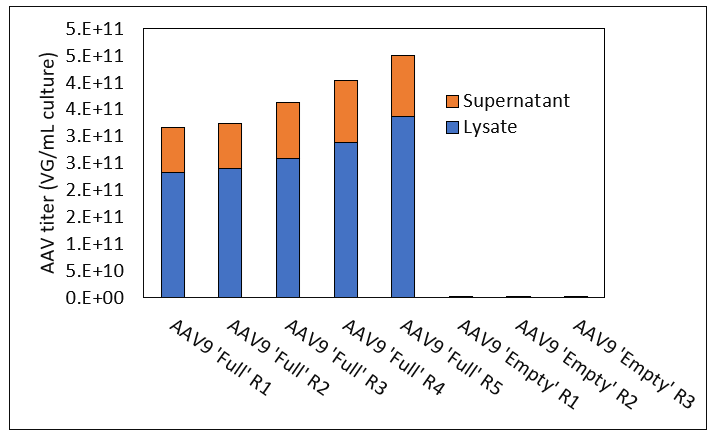 AAV titer (VG/mL culture)
5.E+11
5.E+11
4.E+11
4.E+11
3.E+11
3.E+11
2.E+11
2.E+11
1.E+11
5.E+10
0.E+00
Supernatant
Lysate
AAV9 'Full' R1
AAV9 'Full' R2
AAV9 'Full' R3
AAV9 'Full' R4
AAV9 'Full' R5
AAV9 'Empty' R1
AAV9 'Empty' R2
AAV9 'Empty' R3